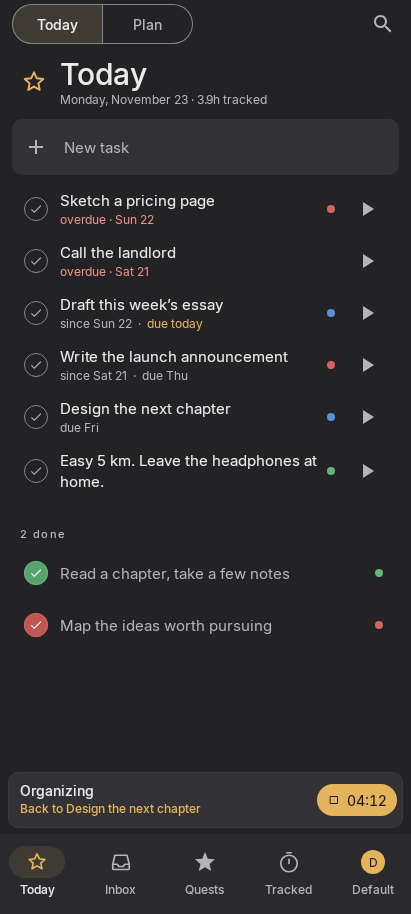 Today
Plan
Today
Monday, November 23 · 3.9h tracked
New task
Sketch a pricing page
overdue · Sun 22
Call the landlord
overdue · Sat 21
Draft this week’s essay
since Sun 22 · due today
Write the launch announcement
since Sat 21 · due Thu
Design the next chapter
due Fri
Easy 5 km. Leave the headphones at
home.
2 done
Read a chapter, take a few notes
Map the ideas worth pursuing
Organizing
Back to Design the next chapter
04:12
D
Today
Inbox
Quests
Tracked
Default